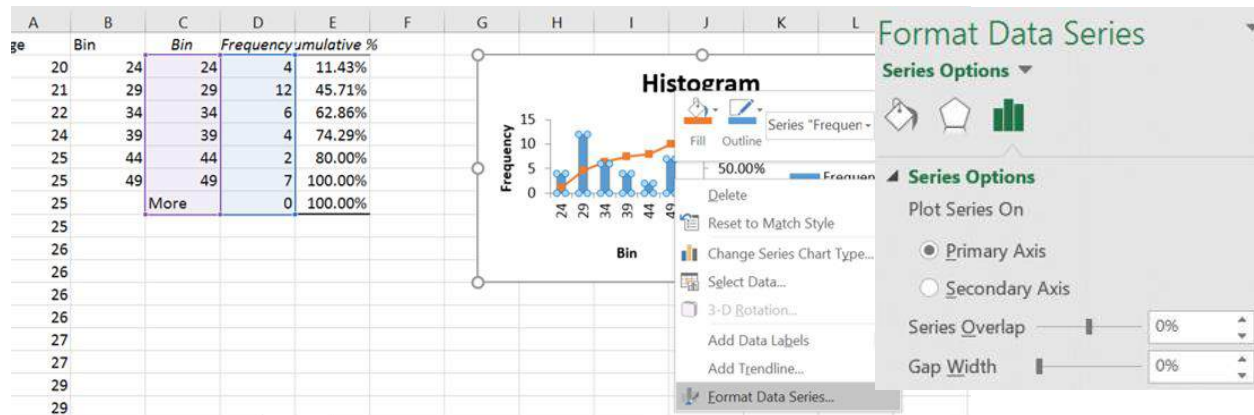 A B C D E F G H I J K L
ge Bin Bin Frequency umulative %
20 24 24 4 11.43%
21 29 29 12 45.71%
22 34 34 6 62.86%
24 39 39 4 74.29%
25 44 44 2 80.00%
25 49 49 7 100.00%
25 More 0 100.00%
25
26
26
26
26
27
27
29
29
Histogram
Frequency
15
10
5
0
24 29 34 39 44 49
Bin
50.00%
Frequen
Fill Outline Series "Frequen
Delete
Reset to Match Style
Change Series Chart Type...
Select Data...
3-D Rotation...
Add Data Labels
Add Trendline...
Format Data Series...
Format Data Series
Series Options
Series Options
Plot Series On
Primary Axis
Secondary Axis
Series Overlap 0%
Gap Width 0%